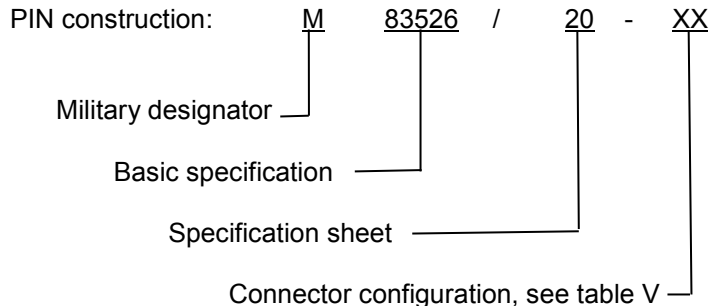 PIN construction: M 83526 / 20 - XX
Military designator
Basic specification
Specification sheet
Connector configuration, see table V